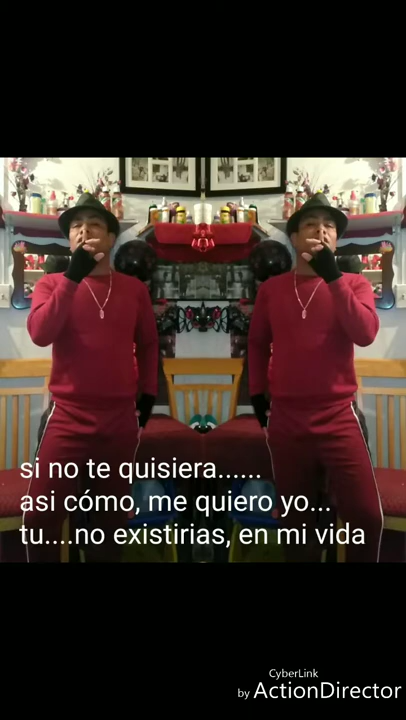 si no te quisiera......
asi cómo, me quiero yo...
tu....no existirias, en mi vida
CyberLink
by ActionDirector